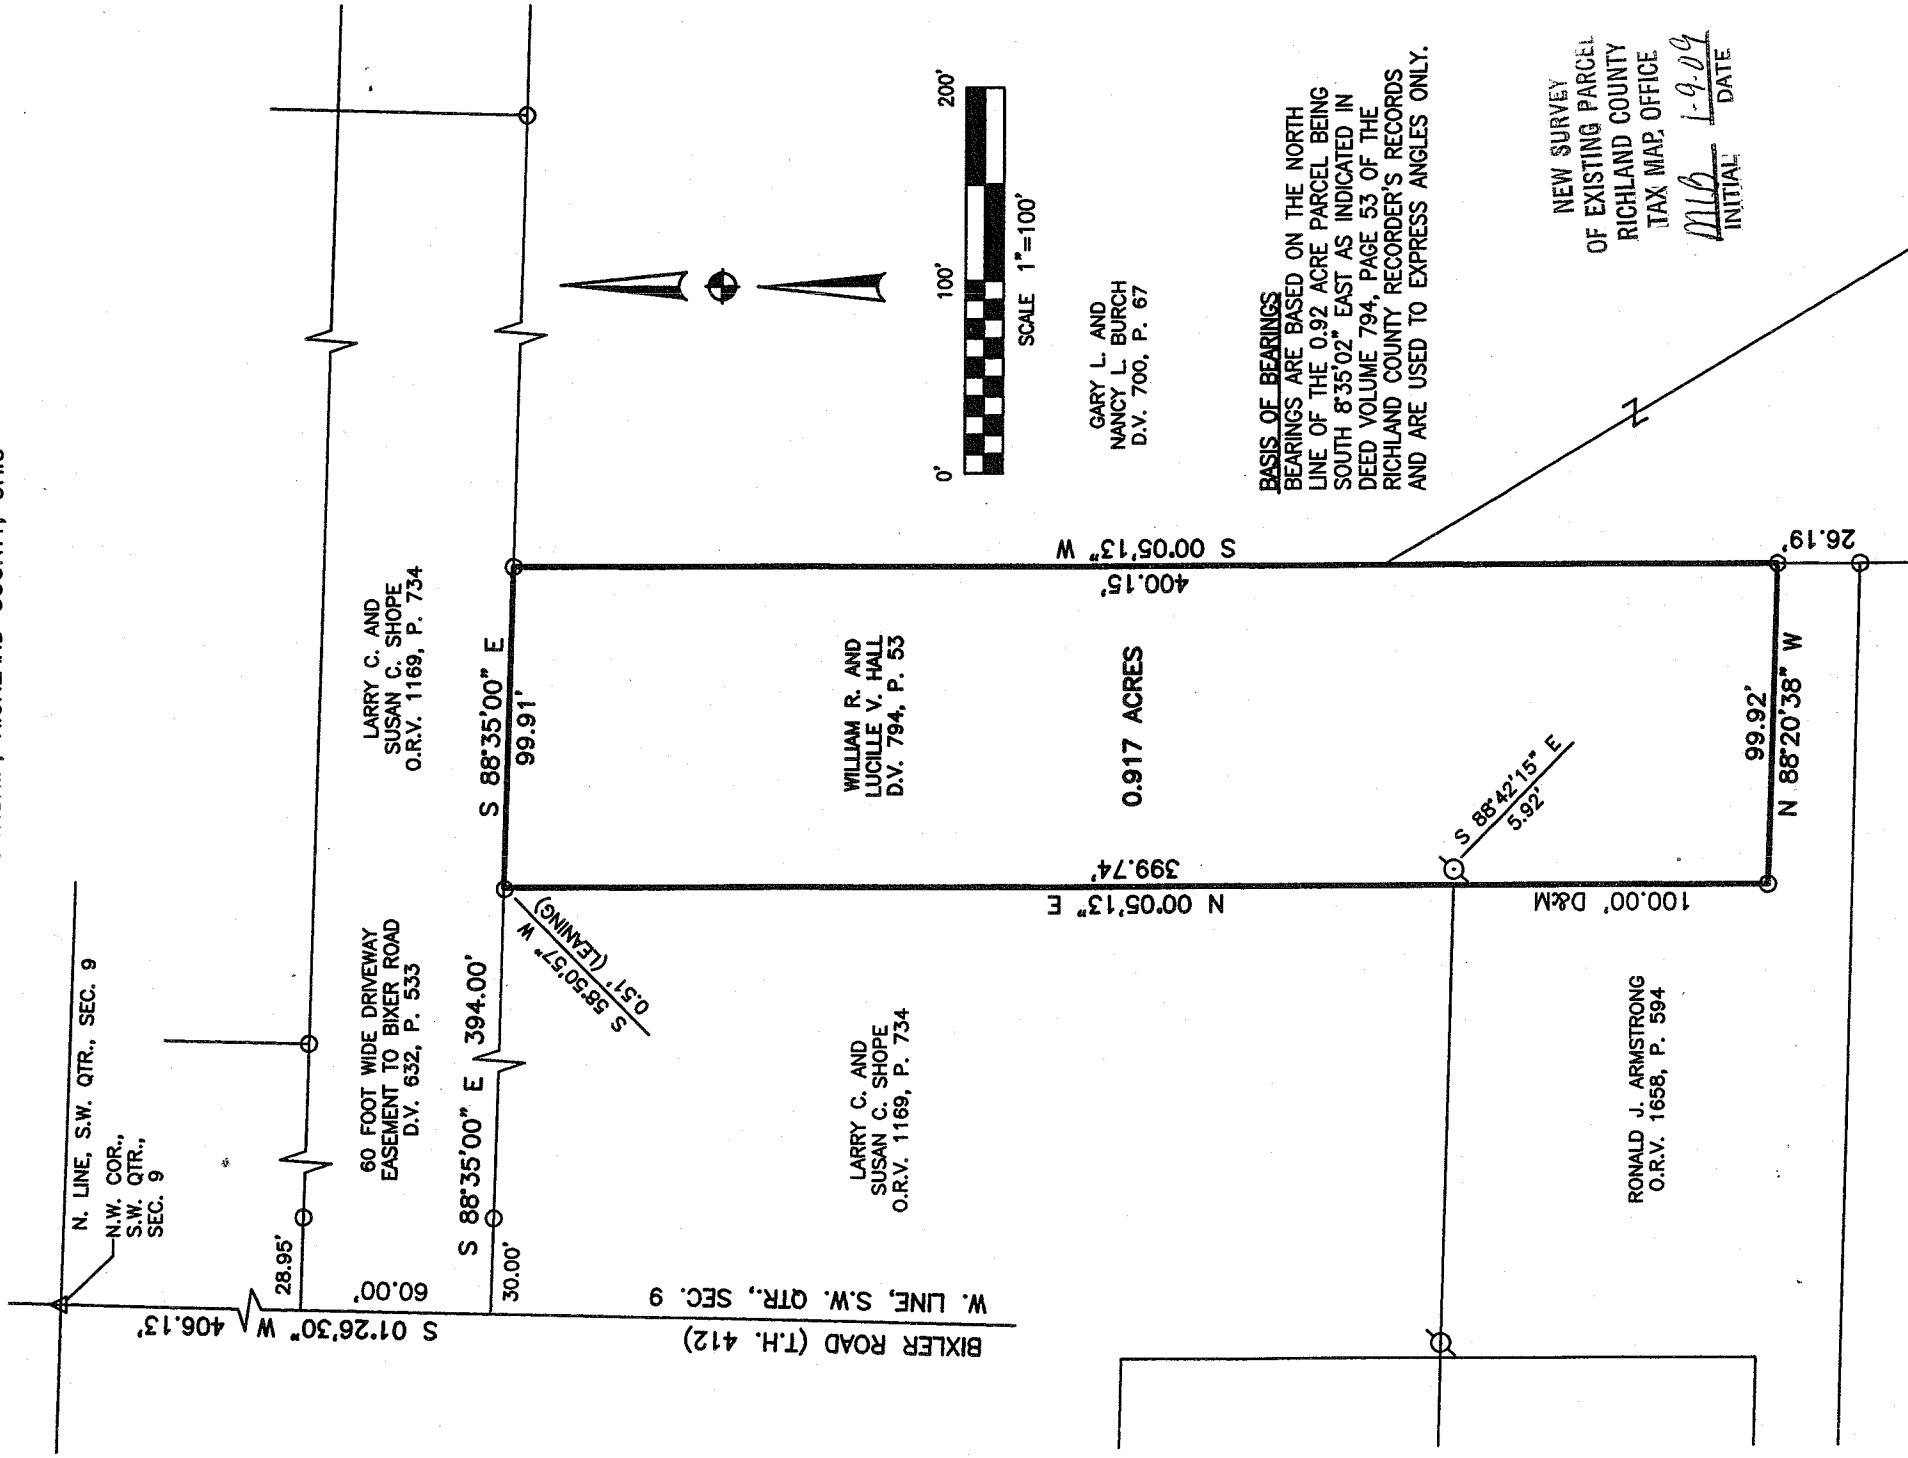 N. LINE, S.W. QTR., SEC. 9
N.W. COR.,
S.W. QTR.,
SEC. 9
S 01°26'30" W 406.13'
28.95'
60.00'
30.00'
60 FOOT WIDE DRIVEWAY
EASEMENT TO BIXER ROAD
D.V. 632, P. 533
LARRY C. AND
SUSAN C. SHOPE
O.R.V. 1169, P. 734
S 88°35'00" E 394.00'
S 88°35'00" E
99.91'
S 58°50'57" W
0.51' (LEANING)
W. LINE, S.W. QTR., SEC. 9
BIXLER ROAD (T.H. 412)
LARRY C. AND
SUSAN C. SHOPE
O.R.V. 1169, P. 734
WILLIAM R. AND
LUCILLE V. HALL
D.V. 794, P. 53
0.917 ACRES
N 00°05'13" E
399.74'
S 00°05'13" W
400.15'
S 88°42'15" E
5.92'
100.00' D&M
99.92'
N 88°20'38" W
26.19'
RONALD J. ARMSTRONG
O.R.V. 1658, P. 594
0'
100'
200'
SCALE 1"=100'
GARY L. AND
NANCY L. BURCH
D.V. 700, P. 67
BASIS OF BEARINGS
BEARINGS ARE BASED ON THE NORTH
LINE OF THE 0.92 ACRE PARCEL BEING
SOUTH 8°35'02" EAST AS INDICATED IN
DEED VOLUME 794, PAGE 53 OF THE
RICHLAND COUNTY RECORDER'S RECORDS
AND ARE USED TO EXPRESS ANGLES ONLY.
NEW SURVEY
OF EXISTING PARCEL
RICHLAND COUNTY
TAX MAP OFFICE
MLB 1-9-09
INITIAL DATE